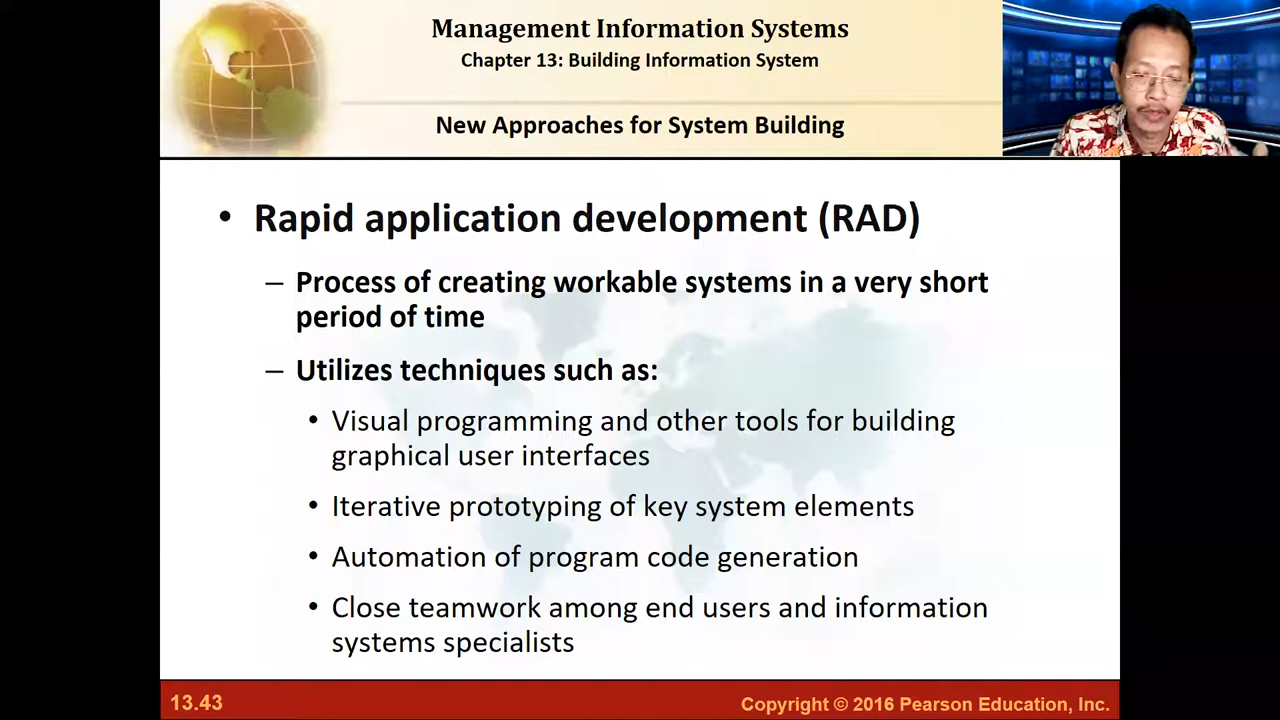 Management Information Systems
Chapter 13: Building Information System
New Approaches for System Building
• Rapid application development (RAD)
– Process of creating workable systems in a very short
period of time
– Utilizes techniques such as:
• Visual programming and other tools for building
graphical user interfaces
• Iterative prototyping of key system elements
• Automation of program code generation
• Close teamwork among end users and information
systems specialists
13.43
Copyright © 2016 Pearson Education, Inc.